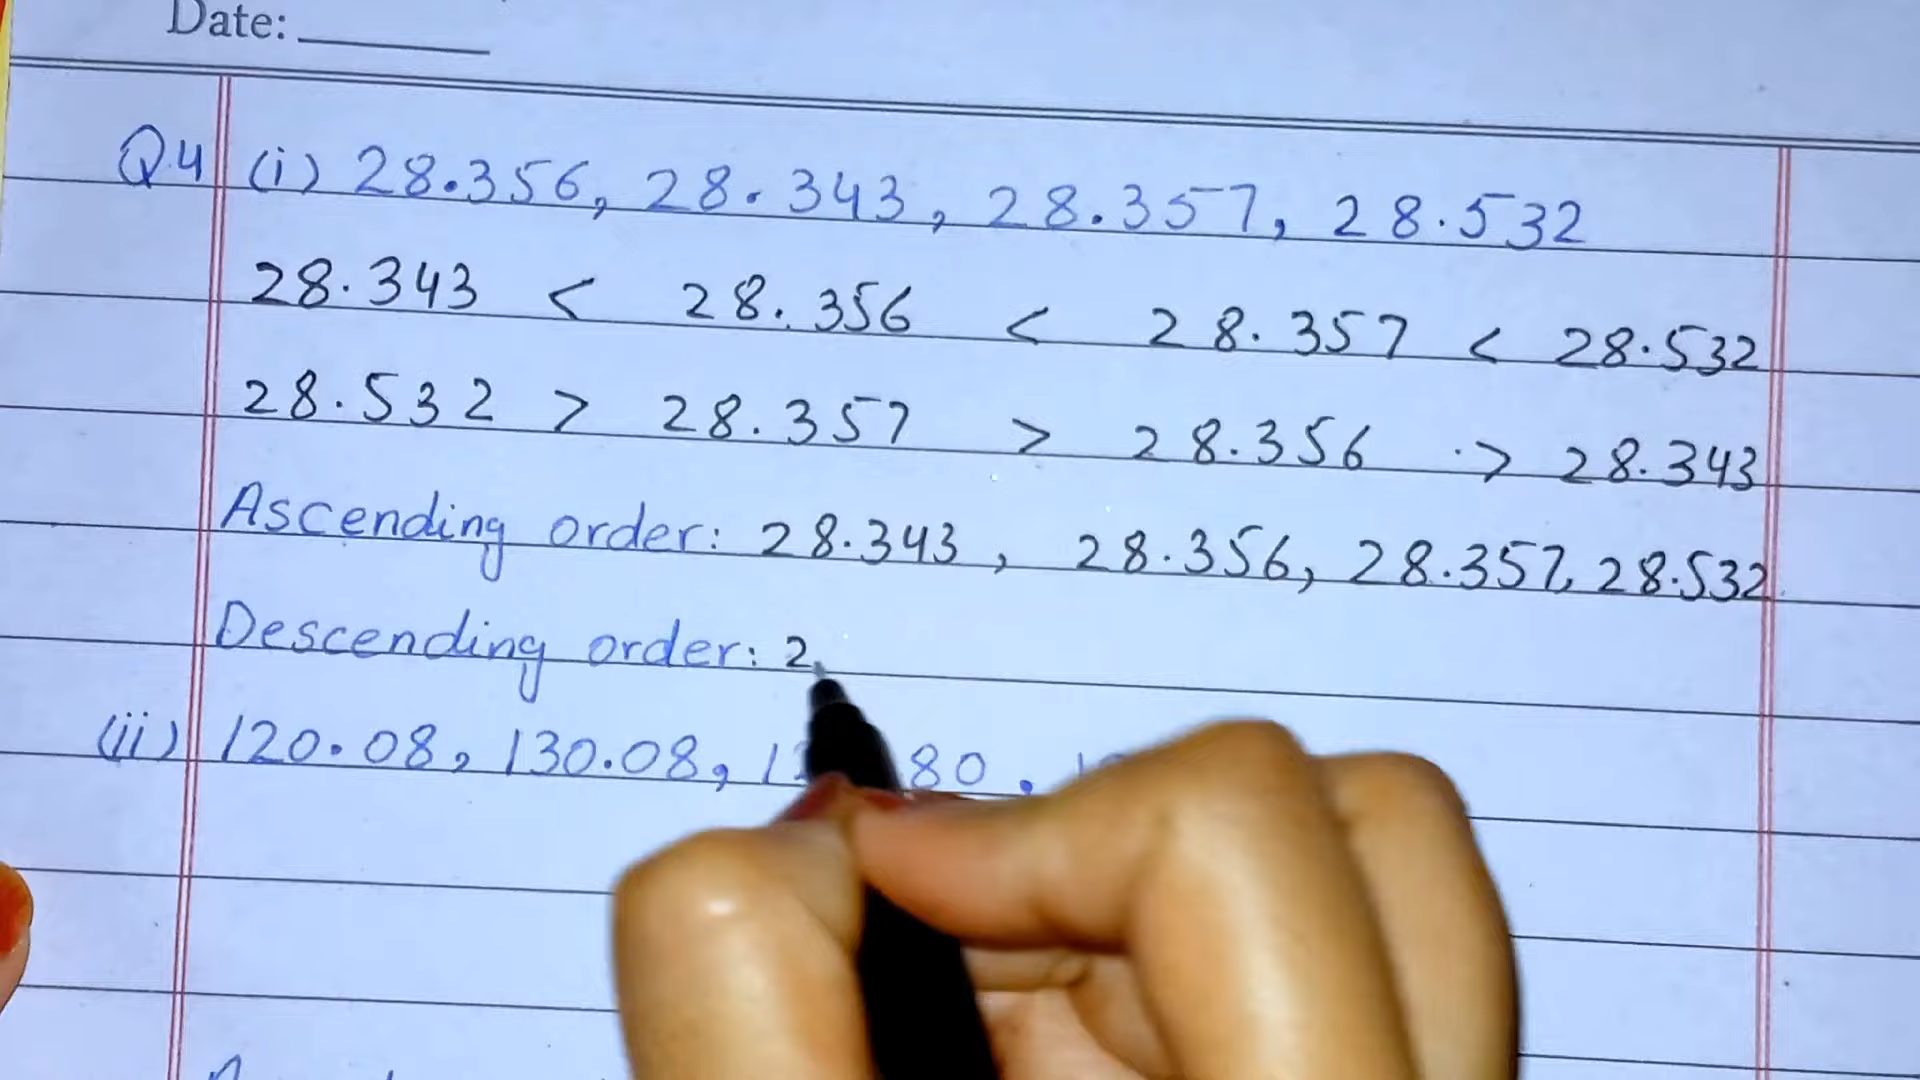 Date:
Q.4 (i) 28.356, 28.343, 28.357, 28.532
28.343 < 28.356 < 28.357 < 28.532
28.532 > 28.357 > 28.356 > 28.343
Ascending order: 28.343, 28.356, 28.357, 28.532
Descending order: 2
(ii) 120.08, 130.08,